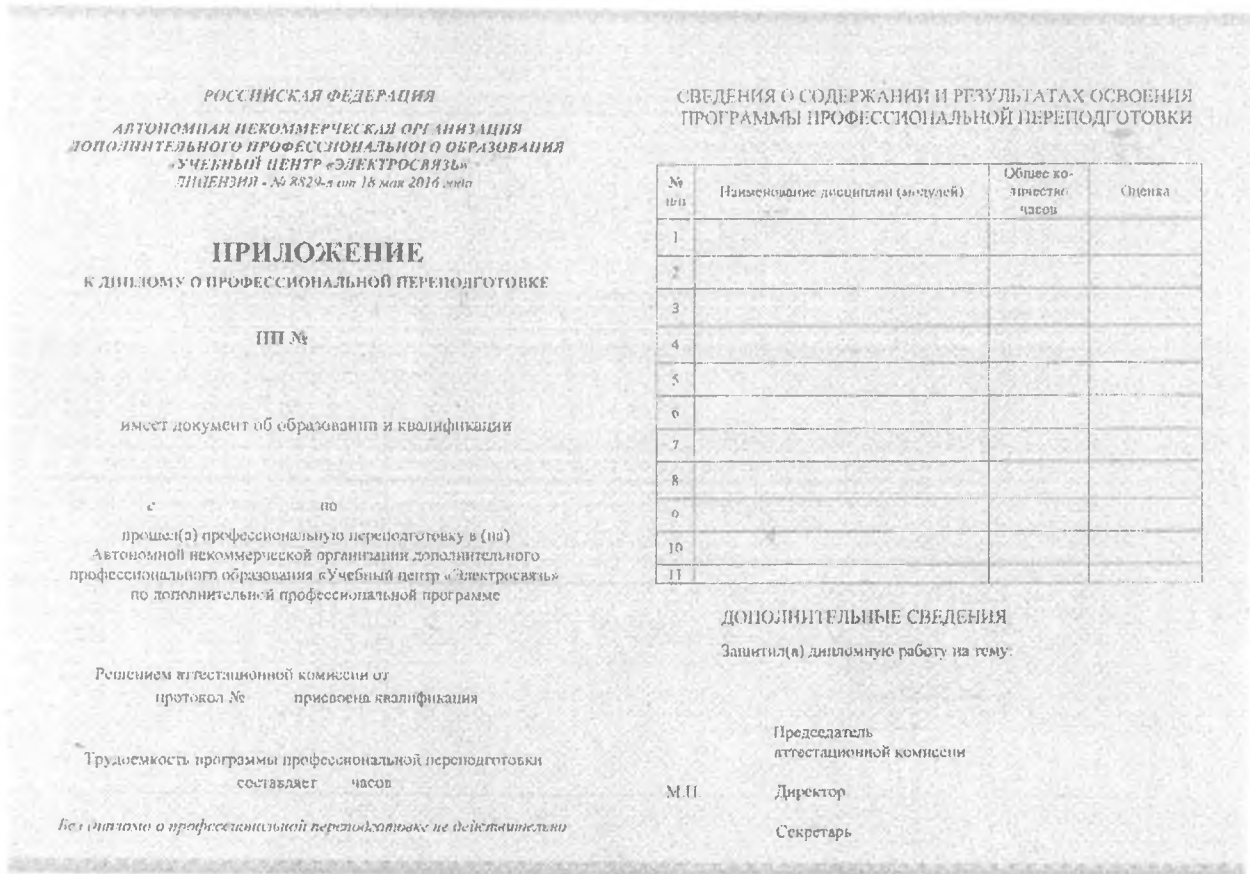 РОССИЙСКАЯ ФЕДЕРАЦИЯ
АВТОНОМНАЯ НЕКОММЕРЧЕСКАЯ ОРГАНИЗАЦИЯ
ДОПОЛНИТЕЛЬНОГО ПРОФЕССИОНАЛЬНОГО ОБРАЗОВАНИЯ
«УЧЕБНЫЙ ЦЕНТР «ЭЛЕКТРОСВЯЗЬ»
ЛИЦЕНЗИЯ - № 8829-л от 18 мая 2016 года
ПРИЛОЖЕНИЕ
К ДИПЛОМУ О ПРОФЕССИОНАЛЬНОЙ ПЕРЕПОДГОТОВКЕ
ПП №
имеет документ об образовании и квалификации
с по
прошел(а) профессиональную переподготовку в (на)
Автономной некоммерческой организации дополнительного
профессионального образования «Учебный центр «Электросвязь»
по дополнительной профессиональной программе
Решением аттестационной комиссии от
протокол № присвоена квалификация
Трудоемкость программы профессиональной переподготовки
составляет часов
Без диплома о профессиональной переподготовке не действительно
СВЕДЕНИЯ О СОДЕРЖАНИИ И РЕЗУЛЬТАТАХ ОСВОЕНИЯ
ПРОГРАММЫ ПРОФЕССИОНАЛЬНОЙ ПЕРЕПОДГОТОВКИ
№ п/п Наименование дисциплин (модулей) Общее ко-
личество
часов Оценка
1
2
3
4
5
6
7
8
9
10
11
ДОПОЛНИТЕЛЬНЫЕ СВЕДЕНИЯ
Защитил(а) дипломную работу на тему:
Председатель
аттестационной комиссии
М.П. Директор
Секретарь